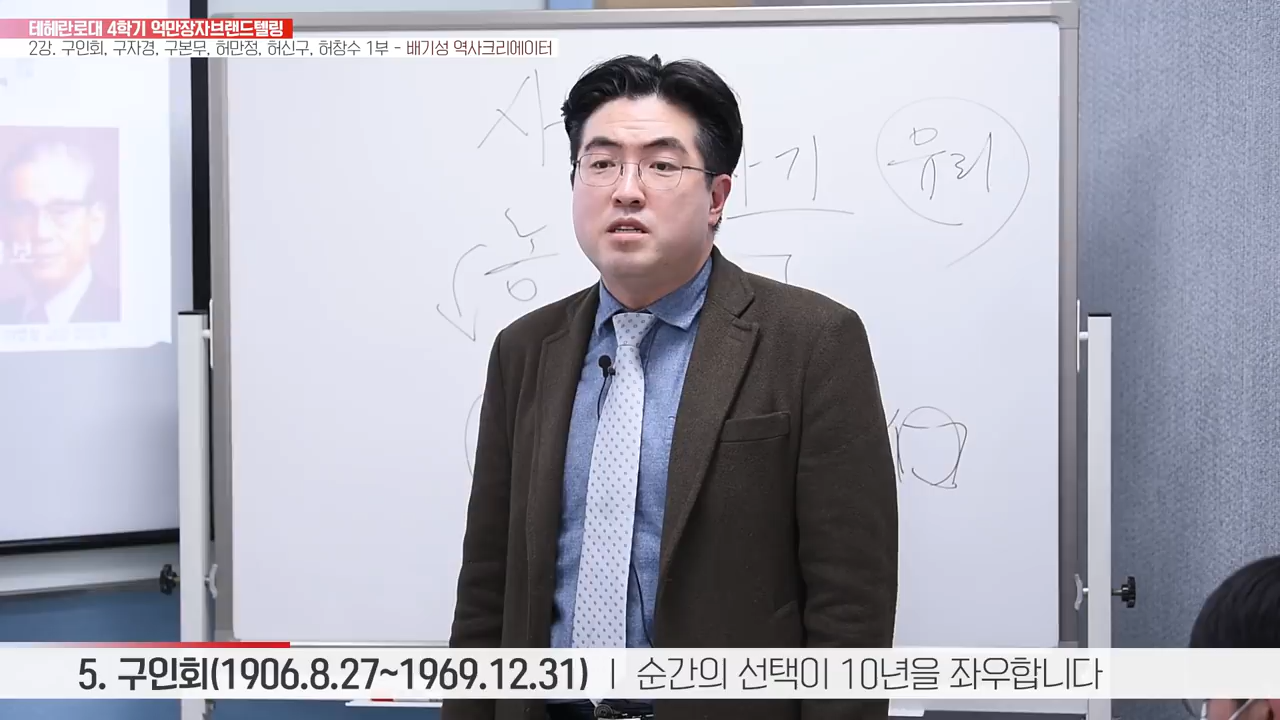 테헤란로대 4학기 억만장자브랜드텔링
2강. 구인회, 구자경, 구본무, 허만정, 허신구, 허창수 1부 - 배기성 역사크리에이터
유리
5. 구인회(1906.8.27~1969.12.31) | 순간의 선택이 10년을 좌우합니다